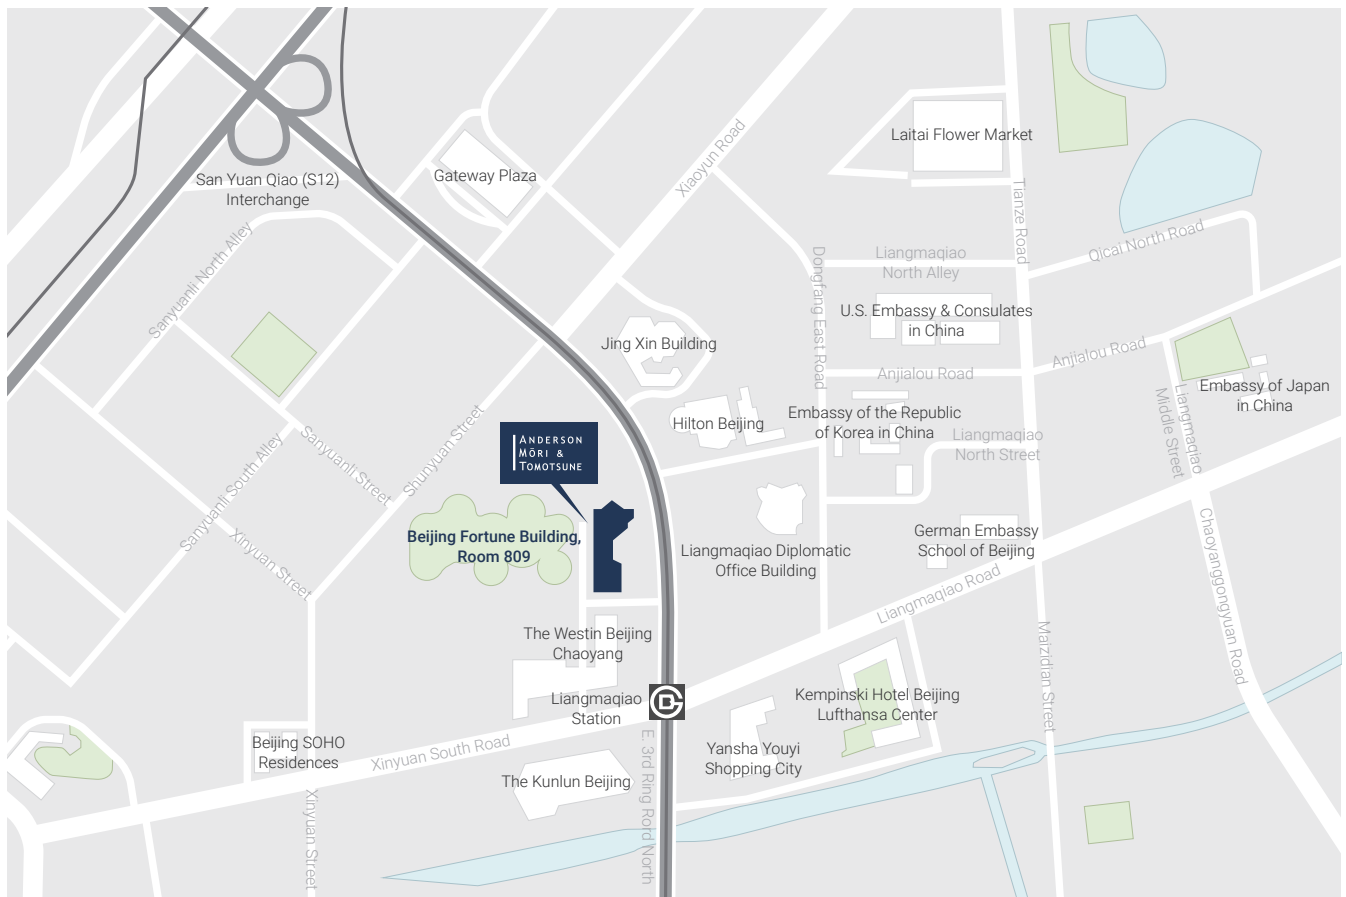 Laitai Flower Market
Xiaoyun Road
Gateway Plaza
San Yuan Qiao (S12)
Interchange
Tianze Road
Qicai North Road
Sanyuanli North Alley
Dongfang East Road
Liangmaqiao
North Alley
U.S. Embassy & Consulates
in China
Jing Xin Building
Anjialou Road
Anjialou Road
Embassy of Japan
in China
Liangmaqiao
Middle Street
Hilton Beijing
Embassy of the Republic
of Korea in China
Liangmaqiao
North Street
Shunyuan Street
Sanyuanlt Street
Sanyuanli South Alley
ANDERSON
MŌRI &
TOMOTSUNE
Beijing Fortune Building,
Room 809
Xinyuan Street
Liangmaqiao Diplomatic
Office Building
German Embassy
School of Beijing
Chaoyanggongyuan Road
Liangmaqiao Road
The Westin Beijing
Chaoyang
Maizidian Street
Liangmaqiao
Station
Kempinski Hotel Beijing
Lufthansa Center
Beijing SOHO
Residences
Xinyuan South Road
Yansha Youyi
Shopping City
The Kunlun Beijing
E. 3rd Ring Rord North
Xinyuan Street